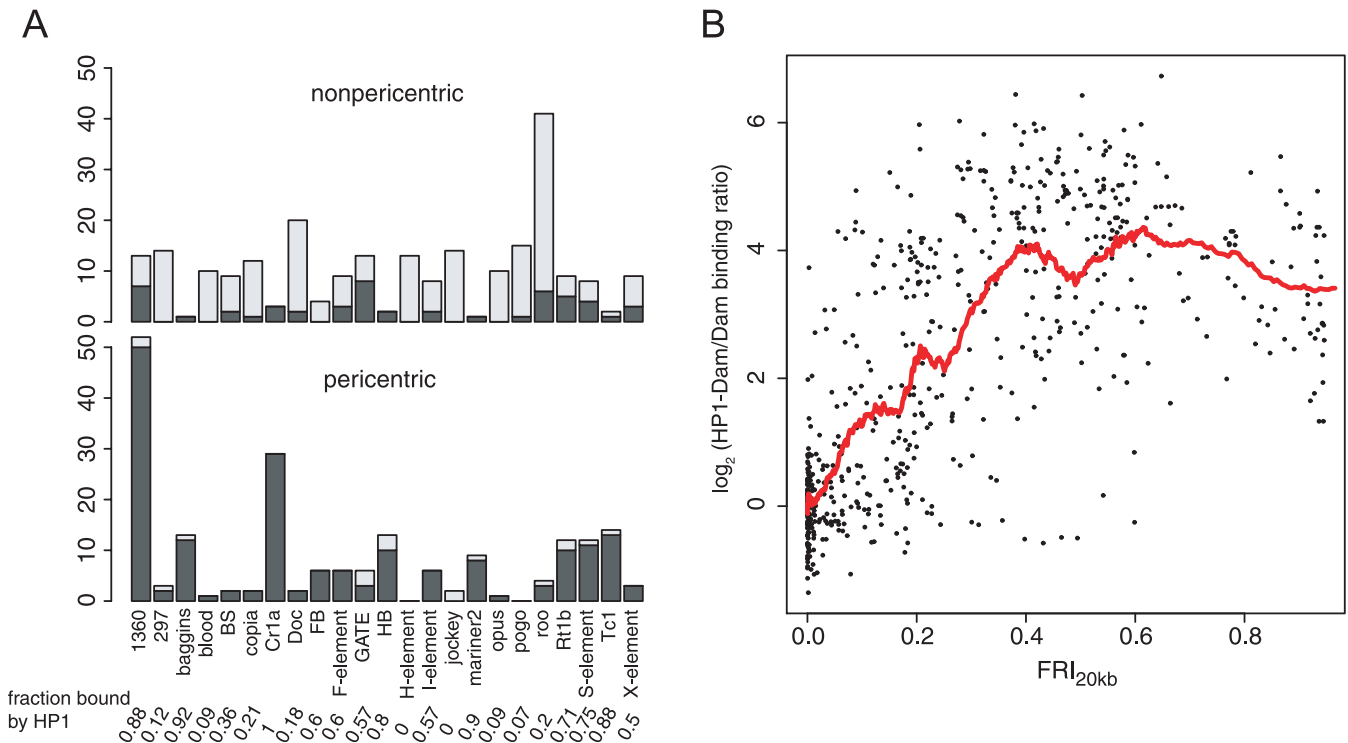 A
50
40
30
20
10
0
nonpericentric
50
40
30
20
10
0
pericentric
1360
297
baggins
blood
BS
copia
Cr1a
Doc
FB
F-element
GATE
HB
H-element
I-element
jockey
mariner2
opus
pogo
roo
Rt1b
S-element
Tc1
X-element
fraction bound
by HP1
0.88
0.12
0.92
0.09
0.36
0.21
1
0.18
0.6
0.6
0.57
0.8
0
0.57
0
0.9
0.09
0.07
0.2
0.71
0.75
0.88
0.5
B
log₂ (HP1-Dam/Dam binding ratio)
6
4
2
0
0.0 0.2 0.4 0.6 0.8
FRI20kb